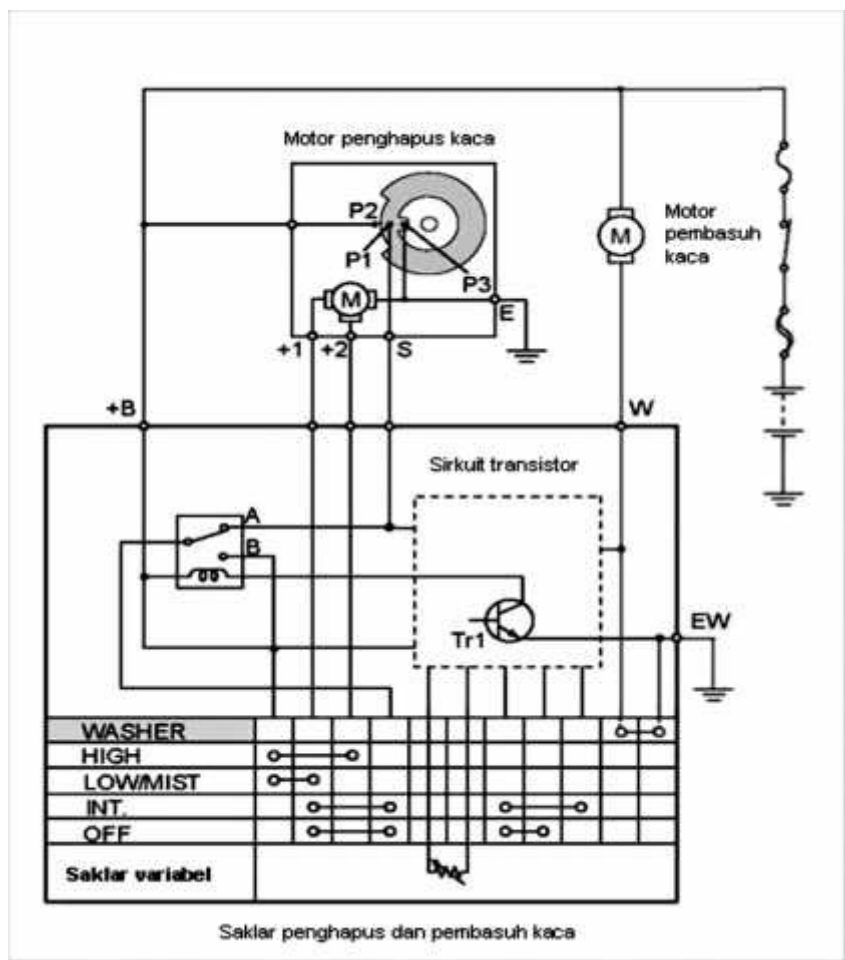 Motor penghapus kaca
P2
P1
P3
M
E
+1 +2 S
M
Motor
pembasuh
kaca
+B
W
Sirkuit transistor
A
B
Tr1
EW
WASHER
HIGH
LOW/MIST
INT.
OFF
Saklar variabel
Saklar penghapus dan pembasuh kaca